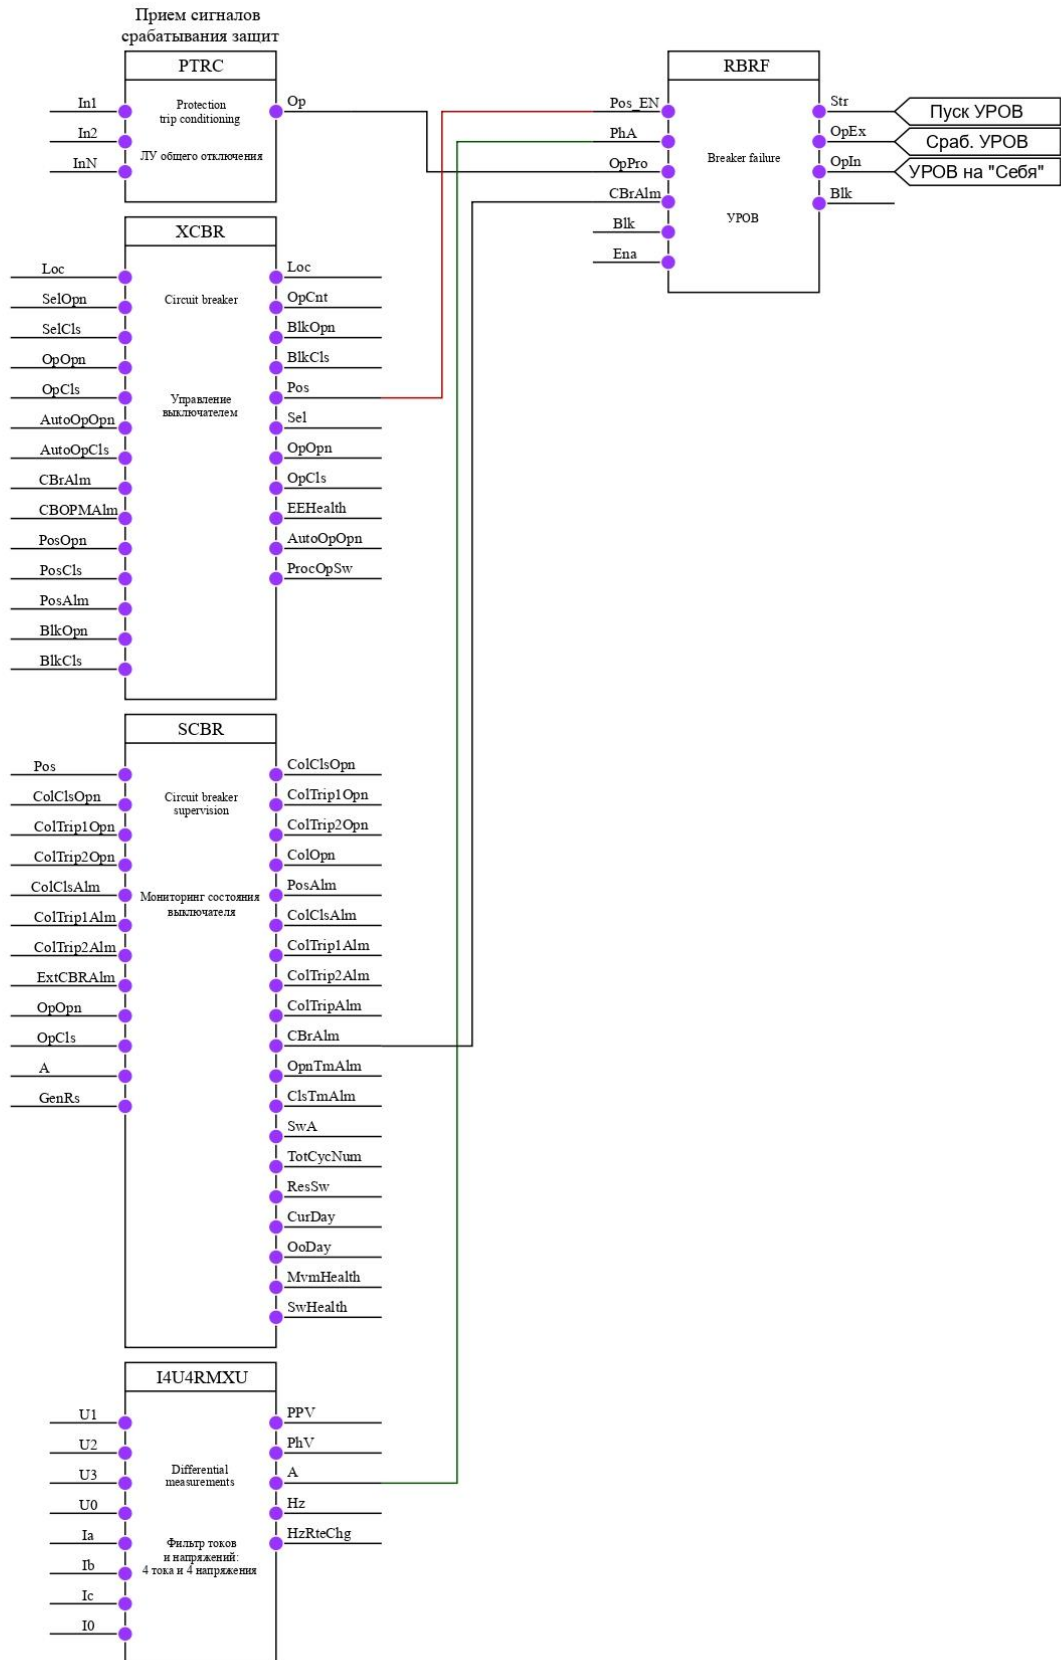 Прием сигналов
срабатывания защит
PTRC
In1
In2
InN
Protection
trip conditioning
ЛУ общего отключения
Op
RBRF
Pos_EN
PhA
OpPro
CBrAlm
Blk
Ena
Breaker failure
УРОВ
Str
OpEx
OpIn
Blk
Пуск УРОВ
Сраб. УРОВ
УРОВ на "Себя"
XCBR
Loc
SelOpn
SelCls
OpOpn
OpCls
AutoOpOpn
AutoOpCls
CBrAlm
CBOPMAlm
PosOpn
PosCls
PosAlm
BlkOpn
BlkCls
Circuit breaker
Управление
выключателем
Loc
OpCnt
BlkOpn
BlkCls
Pos
Sel
OpOpn
OpCls
EEHealth
AutoOpOpn
ProcOpSw
SCBR
Pos
ColClsOpn
ColTrip1Opn
ColTrip2Opn
ColClsAlm
ColTrip1Alm
ColTrip2Alm
ExtCBRAlm
OpOpn
OpCls
A
GenRs
Circuit breaker
supervision
Мониторинг состояния
выключателя
ColClsOpn
ColTrip1Opn
ColTrip2Opn
ColOpn
PosAlm
ColClsAlm
ColTrip1Alm
ColTrip2Alm
ColTripAlm
CBrAlm
OpnTmAlm
ClsTmAlm
SwA
TotCycNum
ResSw
CurDay
OoDay
MvmHealth
SwHealth
I4U4RMXU
U1
U2
U3
U0
Ia
Ib
Ic
I0
Differential
measurements
Фильтр токов
и напряжений:
4 тока и 4 напряжения
PPV
PhV
A
Hz
HzRteChg